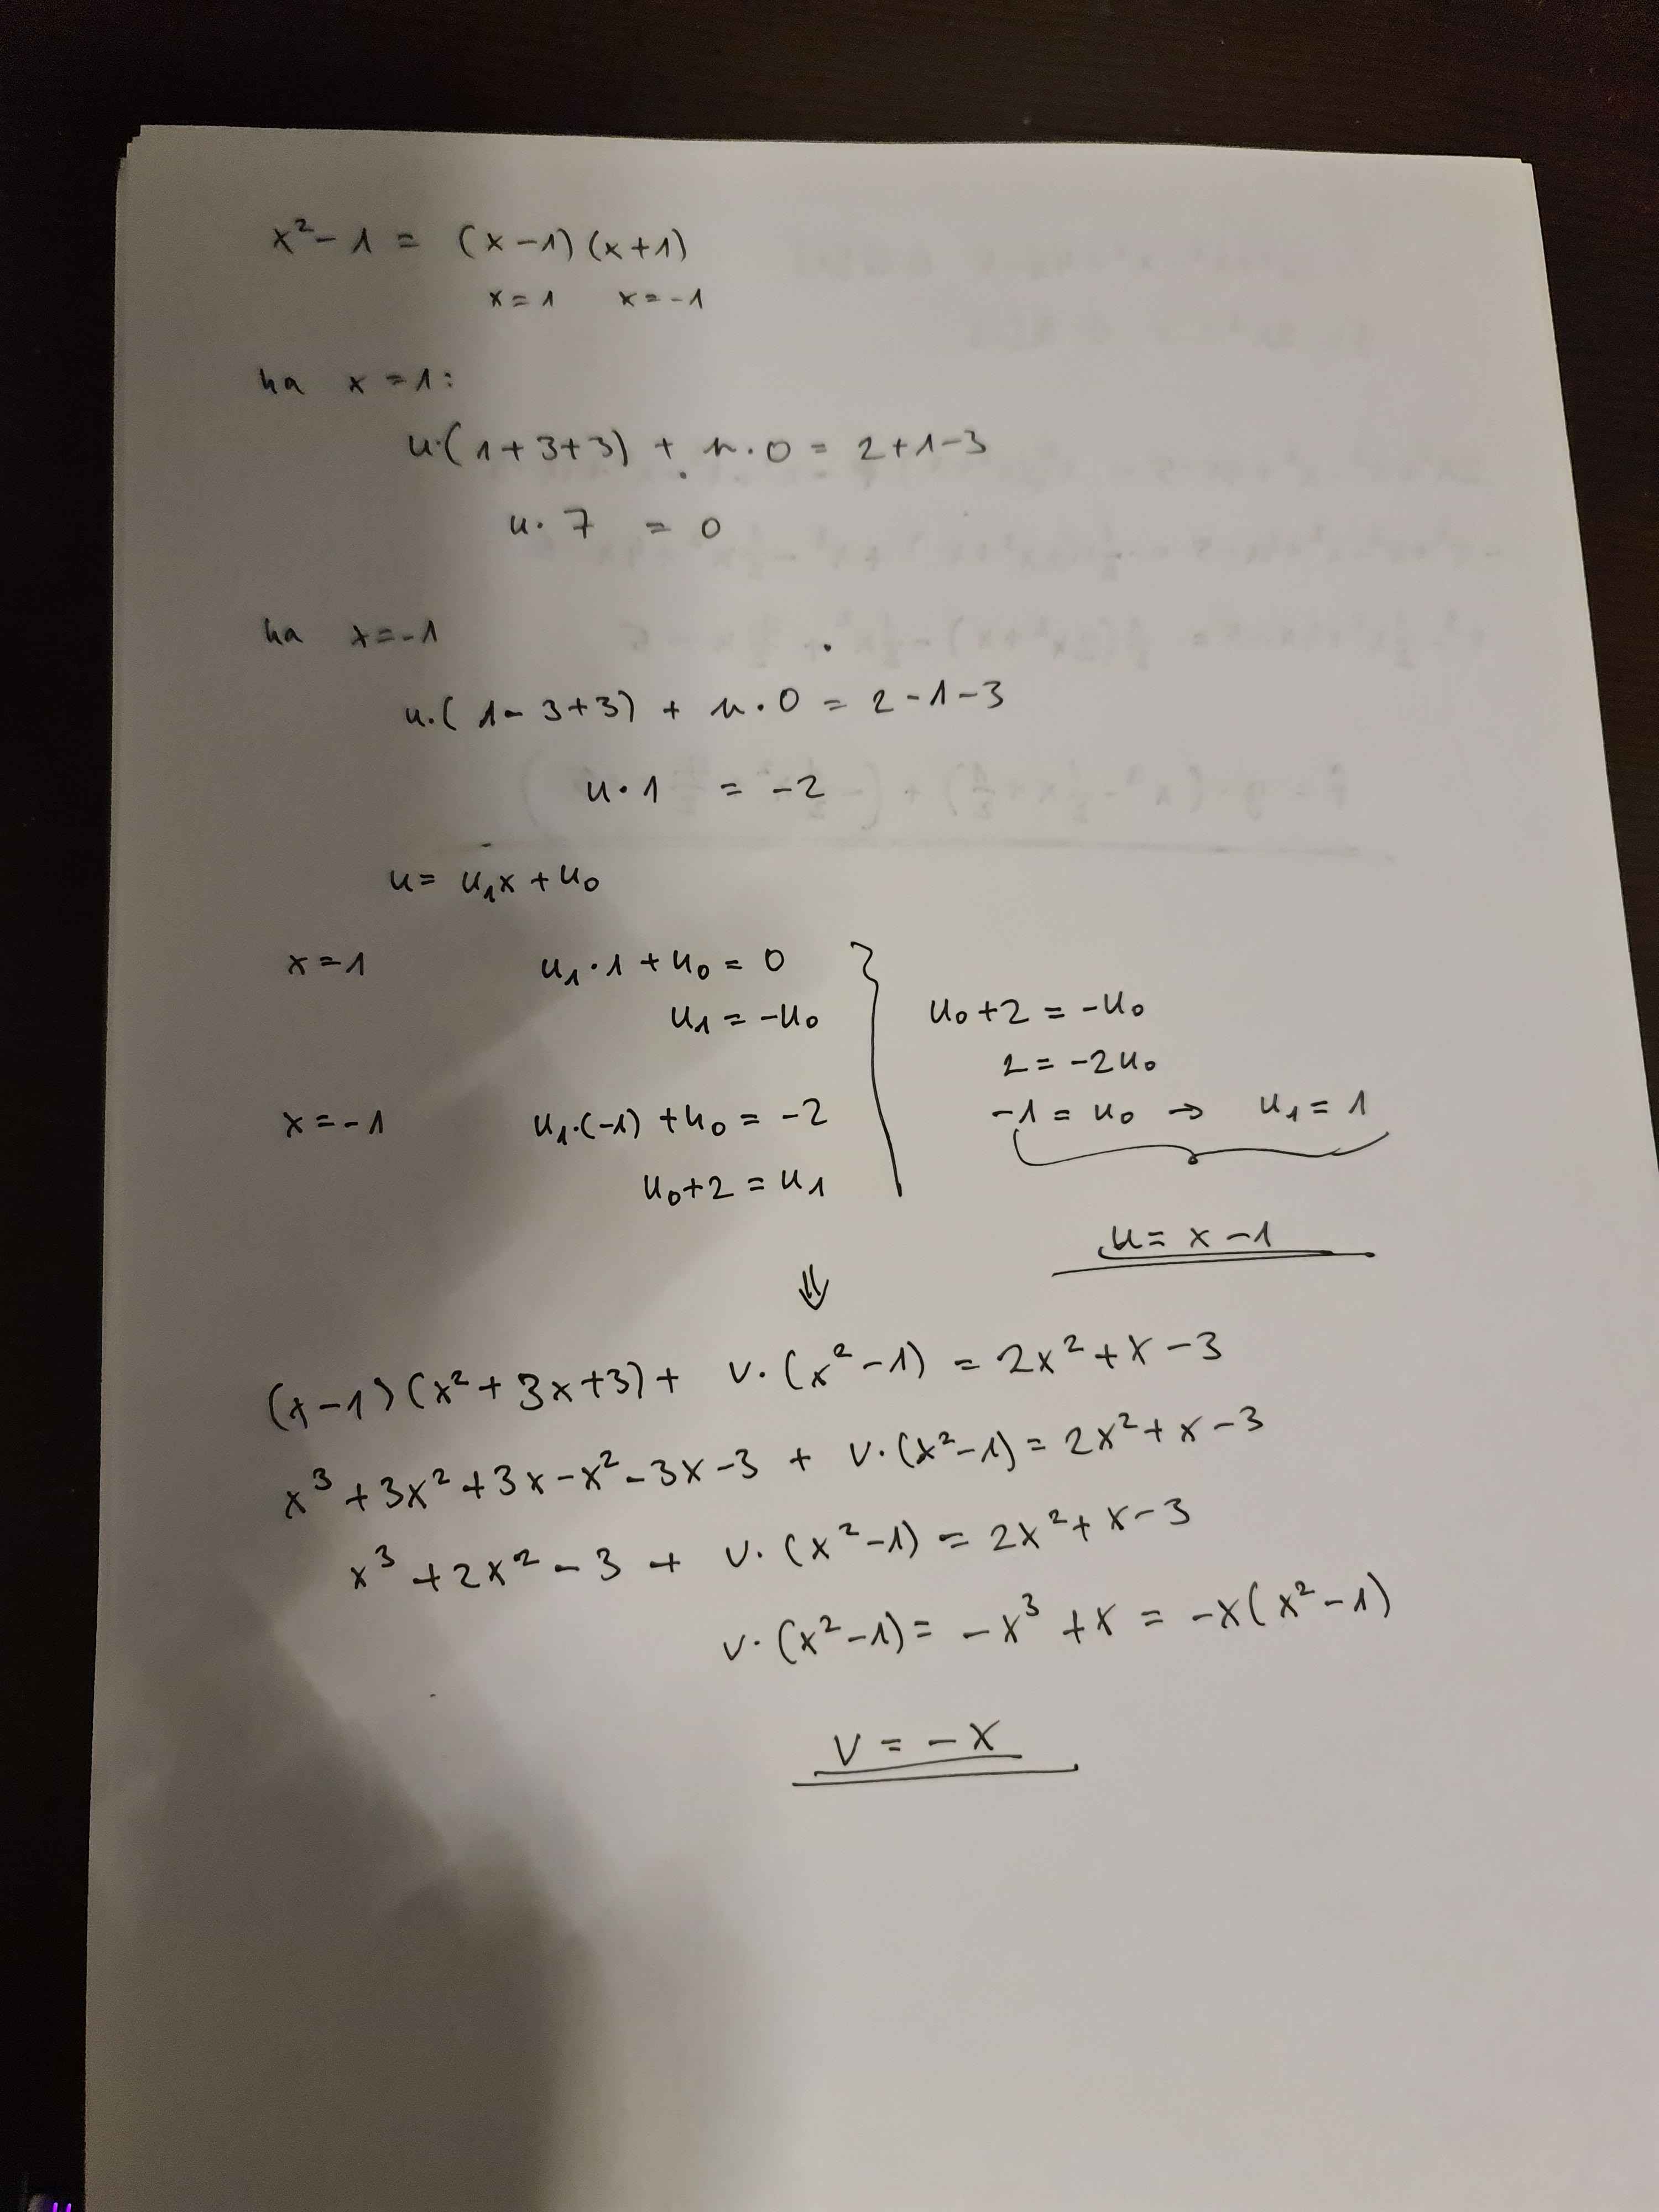 x² - 1 = (x - 1) (x + 1)
x = 1 x = -1
ha x = 1:
u·(1 + 3 + 3) + n·0 = 2 + 1 - 3
u·7 = 0
ha x = -1
u·(1 - 3 + 3) + n·0 = 2 - 1 - 3
u·1 = -2
u = u₁x + u₀
x = 1 u₁·1 + u₀ = 0
u₁ = -u₀
x = -1 u₁·(-1) + u₀ = -2
u₀ + 2 = u₁
u₀ + 2 = -u₀
2 = -2u₀
-1 = u₀ → u₁ = 1
u = x - 1
⇓
(x - 1)(x² + 3x + 3) + v·(x² - 1) = 2x² + x - 3
x³ + 3x² + 3x - x² - 3x - 3 + v·(x² - 1) = 2x² + x - 3
x³ + 2x² - 3 + v·(x² - 1) = 2x² + x - 3
v·(x² - 1) = -x³ + x = -x(x² - 1)
v = -x